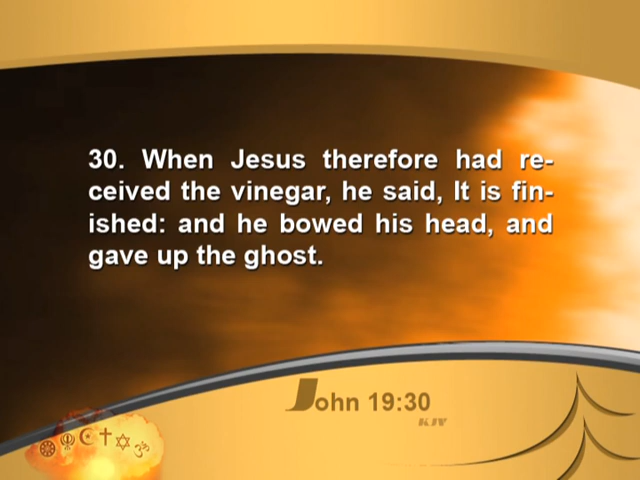 30. When Jesus therefore had re-
ceived the vinegar, he said, It is fin-
ished: and he bowed his head, and
gave up the ghost.
John 19:30
KJV